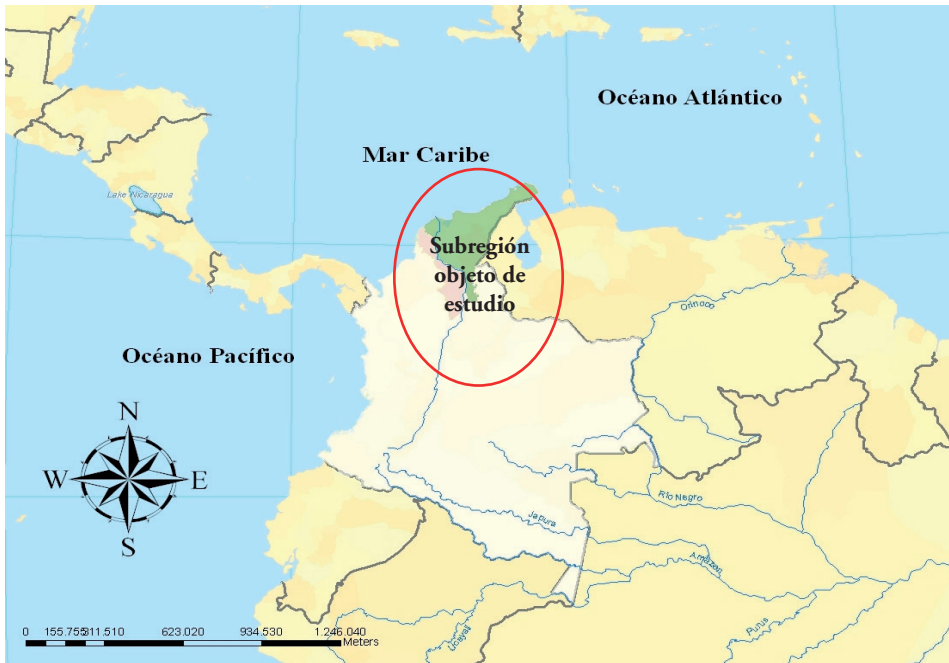 Océano Atlántico
Mar Caribe
Lake Nicaragua
Subregión
objeto de
estudio
Orinoco
Océano Pacífico
N
W E
S
Río Negro
Japura
Amazon
Purus
Ucayali
0 155.755 311.510 623.020 934.530 1.246.040
Meters